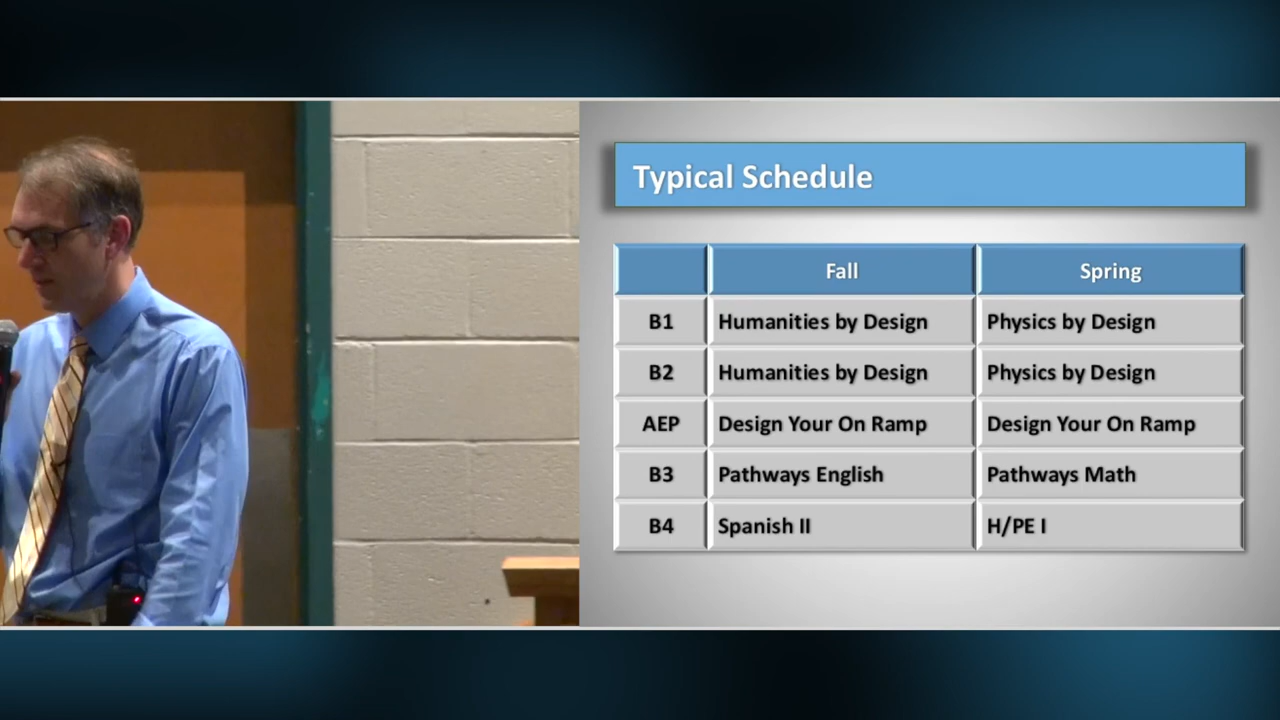 Typical Schedule
Fall Spring
B1 Humanities by Design Physics by Design
B2 Humanities by Design Physics by Design
AEP Design Your On Ramp Design Your On Ramp
B3 Pathways English Pathways Math
B4 Spanish II H/PE I